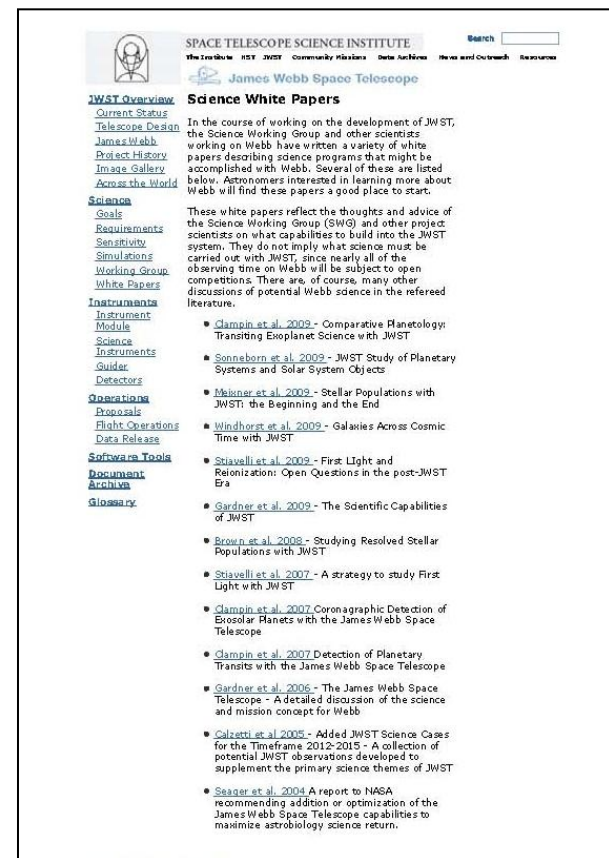 SPACE TELESCOPE SCIENCE INSTITUTE
Search
The Institute HST JWST Community Missions Data Archives News and Outreach Resources
James Webb Space Telescope
JWST Overview
Current Status
Telescope Design
James Webb
Project History
Image Gallery
Across the World
Science
Goals
Requirements
Sensitivity
Simulations
Working Group
White Papers
Instruments
Instrument
Module
Science
Instruments
Guider
Detectors
Operations
Proposals
Flight Operations
Data Release
Software Tools
Document
Archive
Glossary
Science White Papers
In the course of working on the development of JWST,
the Science Working Group and other scientists
working on Webb have written a variety of white
papers describing science programs that might be
accomplished with Webb. Several of these are listed
below. Astronomers interested in learning more about
Webb will find these papers a good place to start.
These white papers reflect the thoughts and advice of
the Science Working Group (SWG) and other project
scientists on what capabilities to build into the JWST
system. They do not imply what science must be
carried out with JWST, since nearly all of the
observing time on Webb will be subject to open
competitions. There are, of course, many other
discussions of potential Webb science in the refereed
literature.
Clampin et al. 2009 - Comparative Planetology:
Transiting Exoplanet Science with JWST
Sonneborn et al. 2009 - JWST Study of Planetary
Systems and Solar System Objects
Meixner et al. 2009 - Stellar Populations with
JWST: the Beginning and the End
Windhorst et al. 2009 - Galaxies Across Cosmic
Time with JWST
Stiavelli et al. 2009 - First LIght and
Reionization: Open Questions in the post-JWST
Era
Gardner et al. 2009 - The Scientific Capabilities
of JWST
Brown et al. 2008 - Studying Resolved Stellar
Populations with JWST
Stiavelli et al. 2007 - A strategy to study First
Light with JWST
Clampin et al. 2007 Coronagraphic Detection of
Exosolar Planets with the James Webb Space
Telescope
Clampin et al. 2007 Detection of Planetary
Transits with the James Webb Space Telescope
Gardner et al. 2006 - The James Webb Space
Telescope - A detailed discussion of the science
and mission concept for Webb
Calzetti et al 2005 - Added JWST Science Cases
for the Timeframe 2012-2015 - A collection of
potential JWST observations developed to
supplement the primary science themes of JWST
Seager et al. 2004 A report to NASA
recommending addition or optimization of the
James Webb Space Telescope capabilities to
maximize astrobiology science return.